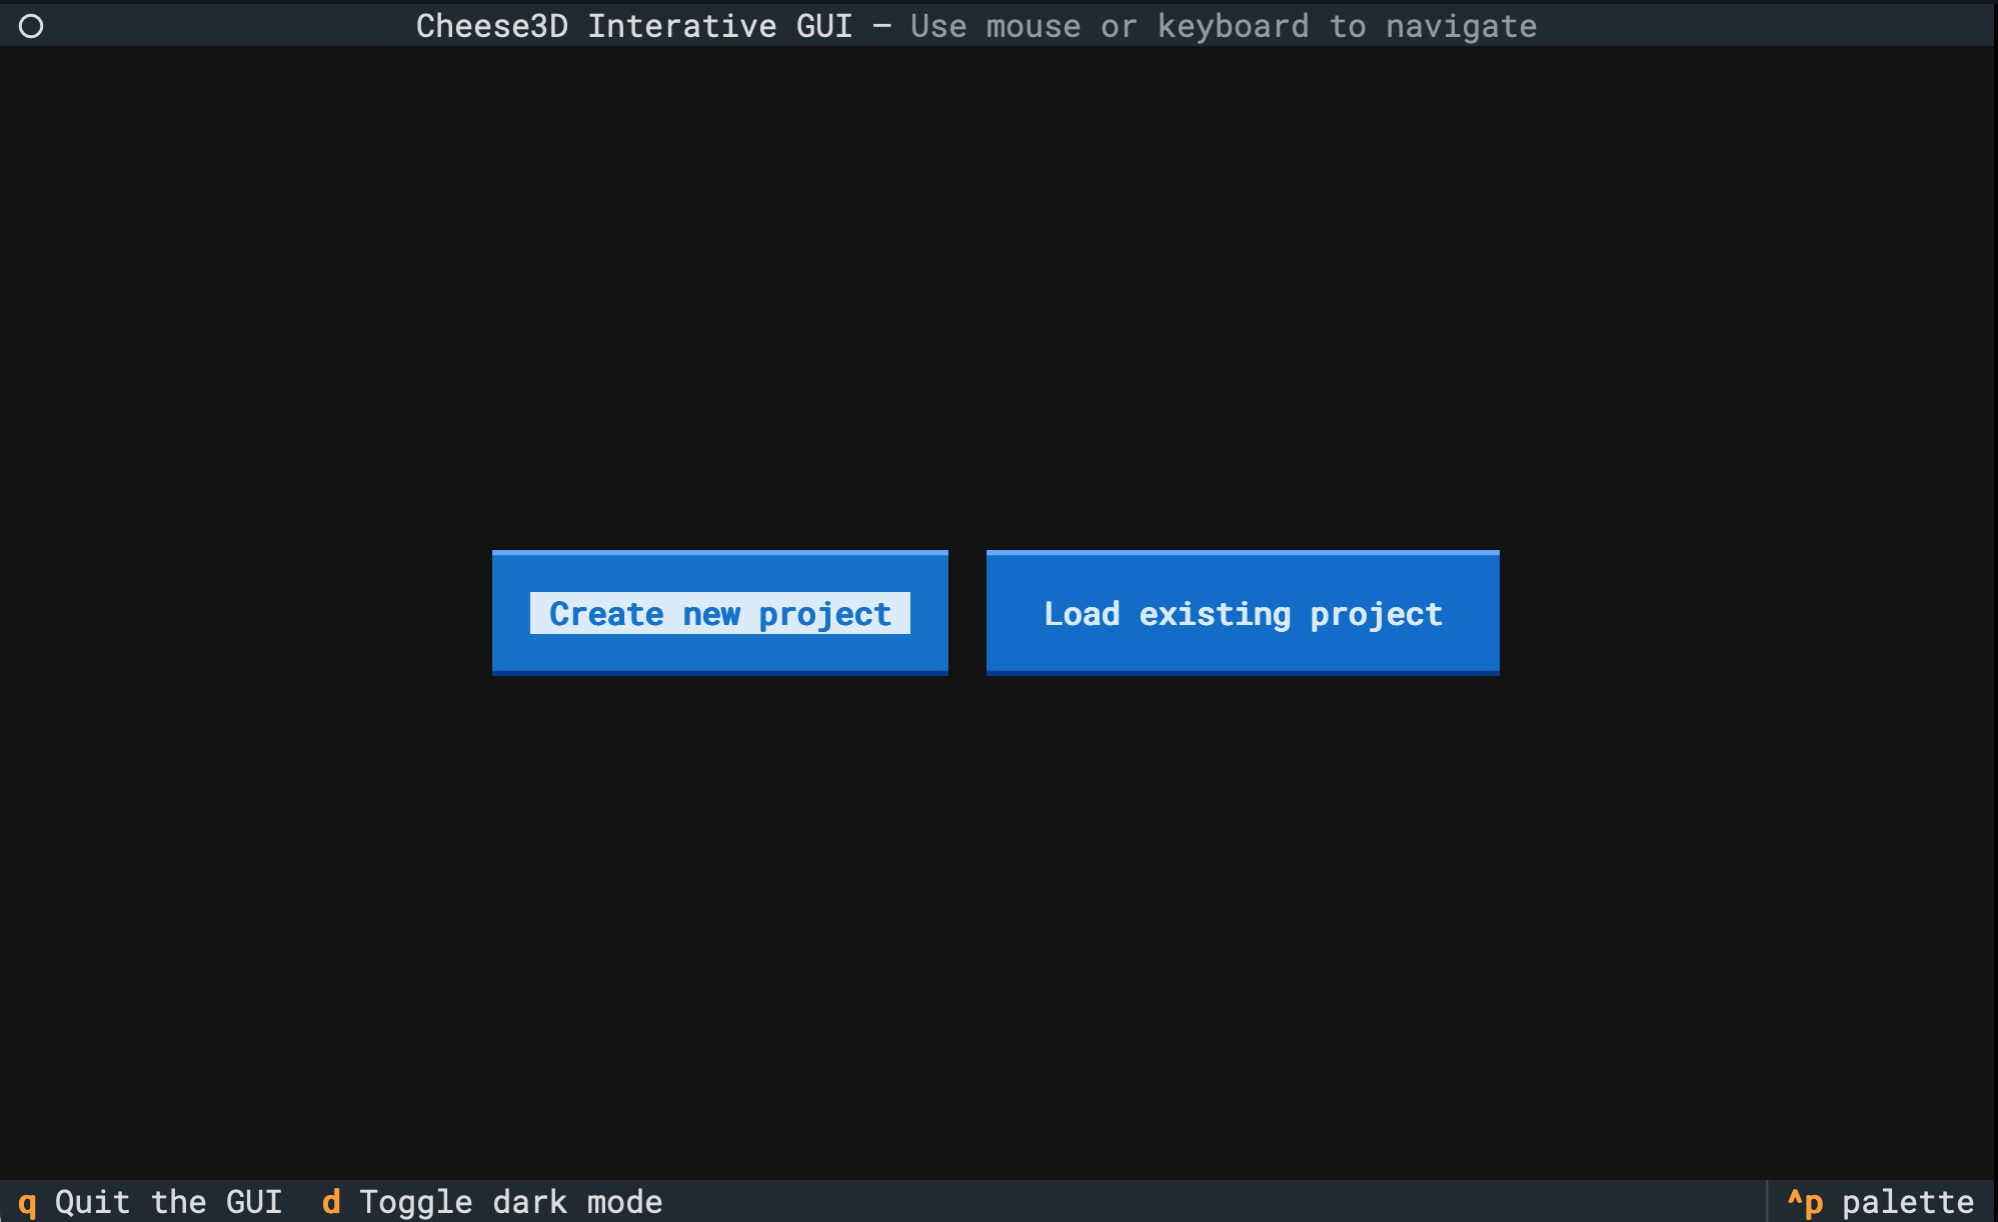 Cheese3D Interative GUI — Use mouse or keyboard to navigate
Create new project
Load existing project
q Quit the GUI d Toggle dark mode
^p palette